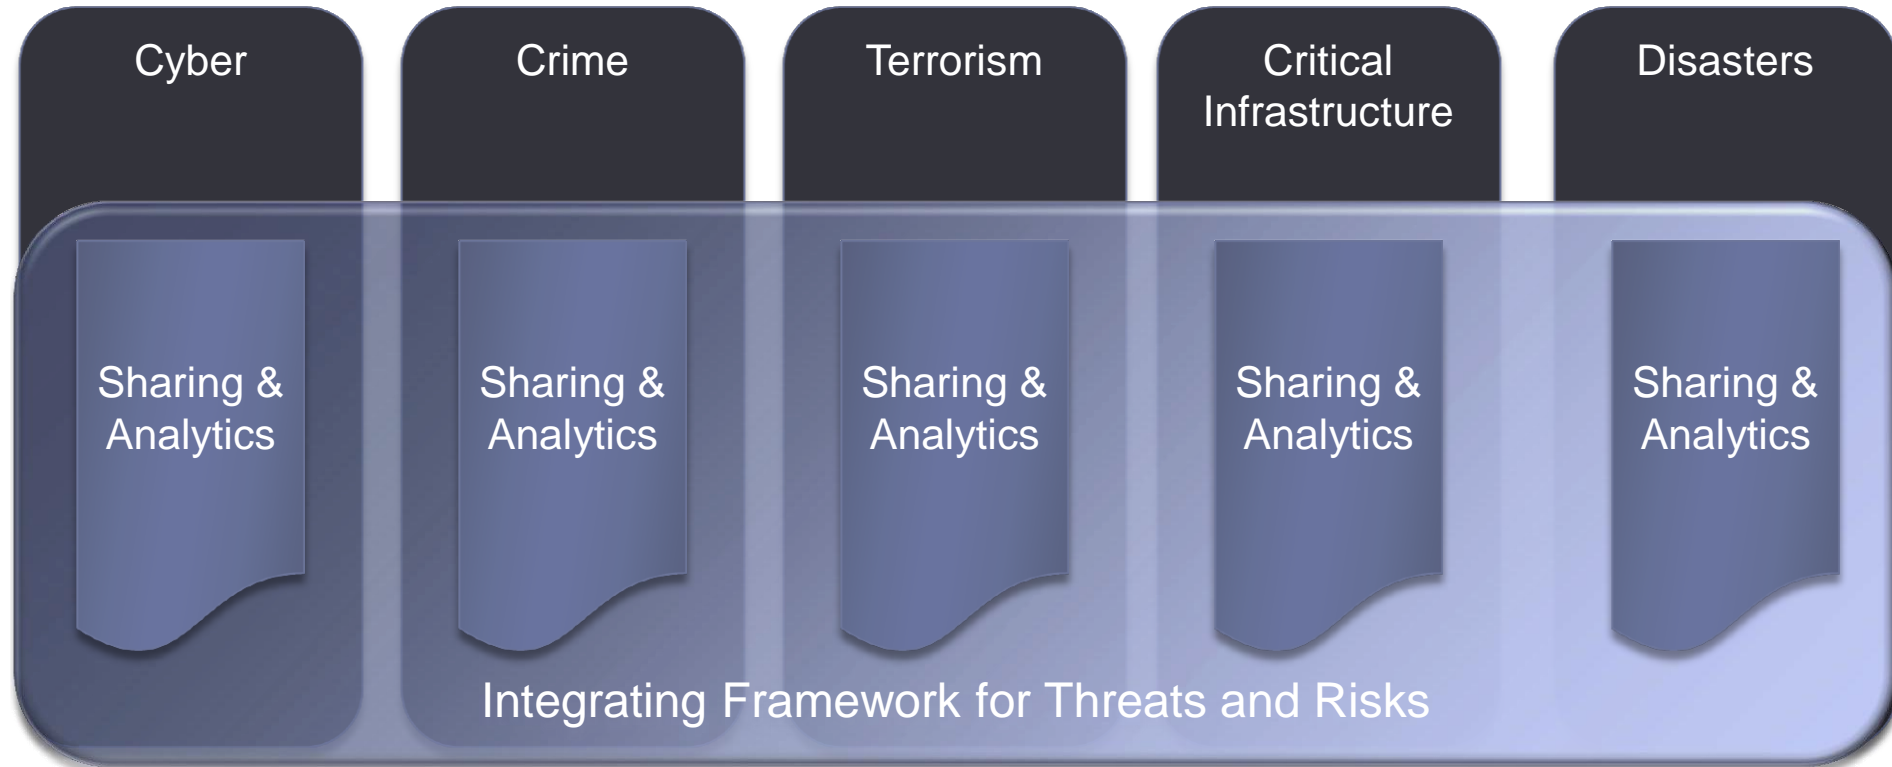 Cyber
Crime
Terrorism
Critical
Infrastructure
Disasters
Sharing &
Analytics
Sharing &
Analytics
Sharing &
Analytics
Sharing &
Analytics
Sharing &
Analytics
Integrating Framework for Threats and Risks